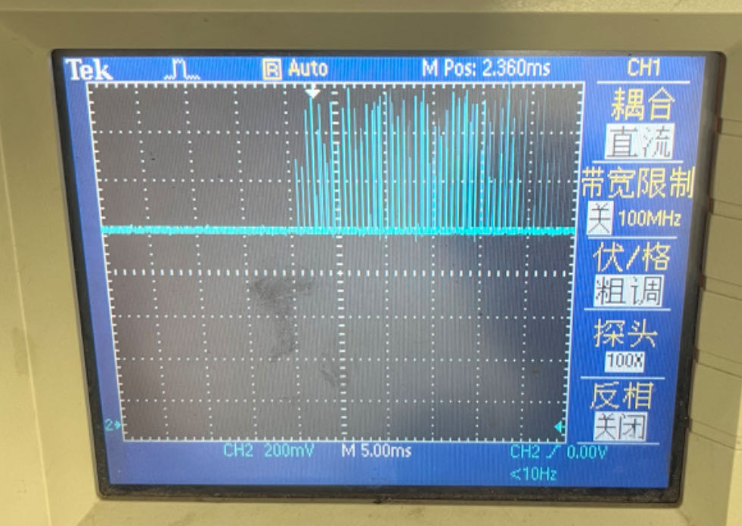 Tek R Auto M Pos: 2.360ms CH1
耦合
直流
带宽限制
关 100MHz
伏/格
粗调
探头
100X
反相
关闭
2
CH2 200mV M 5.00ms CH2 0.00V
<10Hz